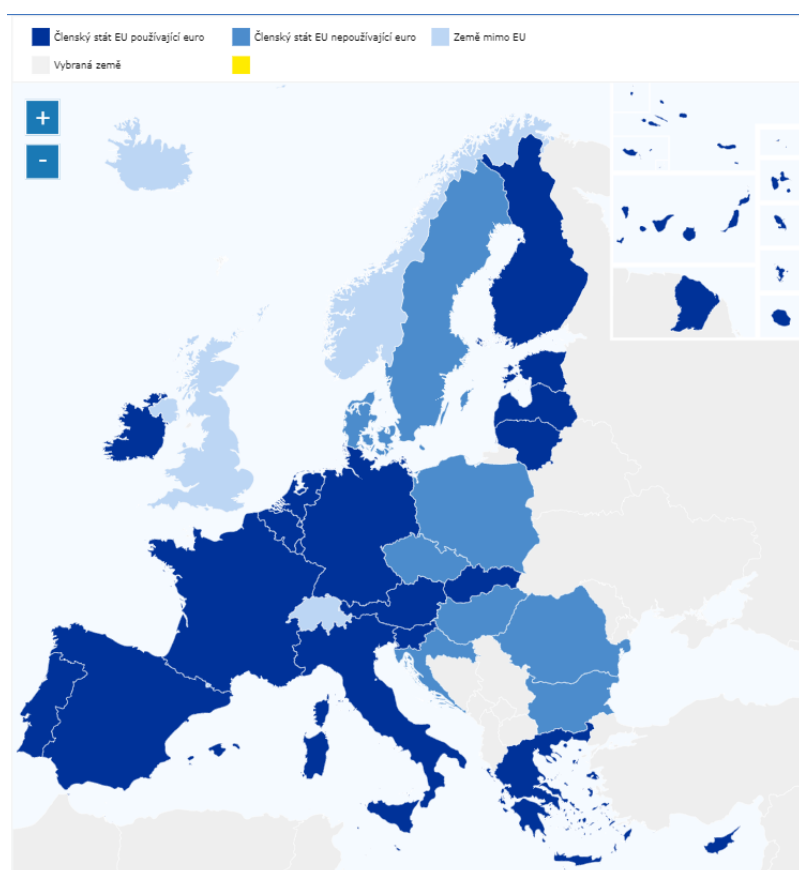 Členský stát EU používající euro
Členský stát EU nepoužívající euro
Země mimo EU
Vybraná země
+
-